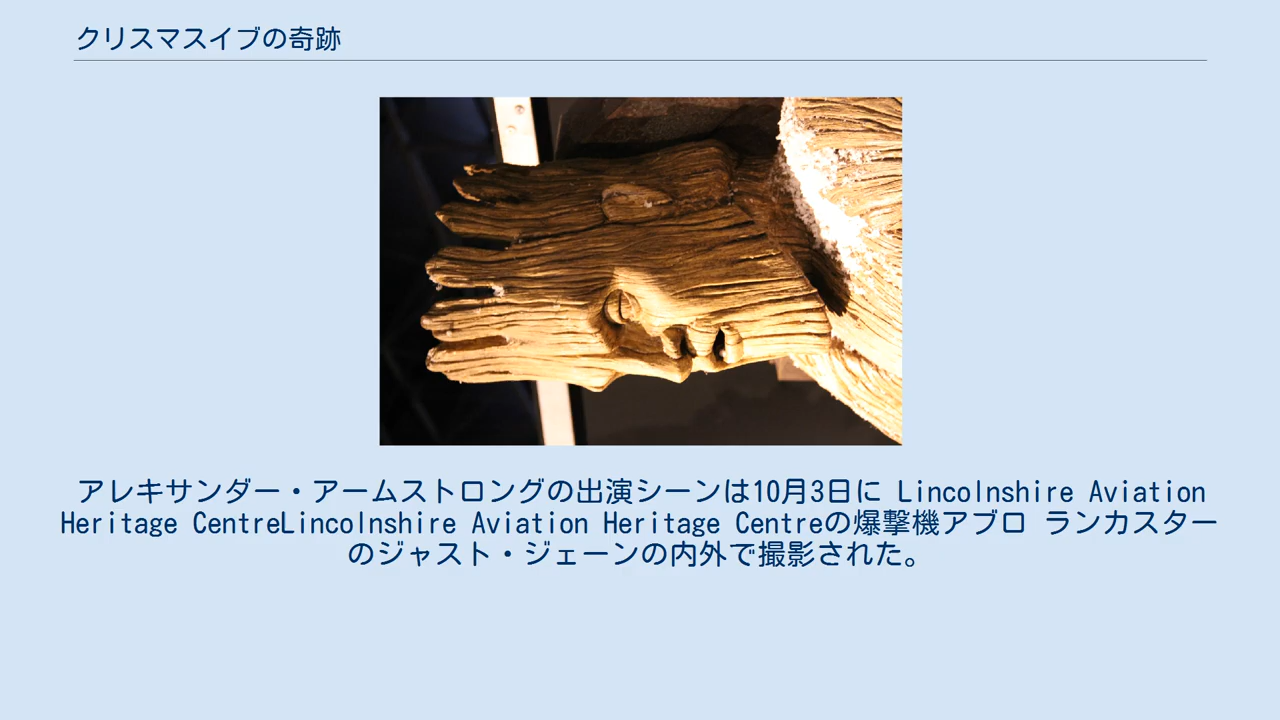 クリスマスイブの奇跡
アレキサンダー・アームストロングの出演シーンは10月3日に Lincolnshire Aviation
Heritage CentreLincolnshire Aviation Heritage Centreの爆撃機アブロ ランカスター
のジャスト・ジェーンの内外で撮影された。